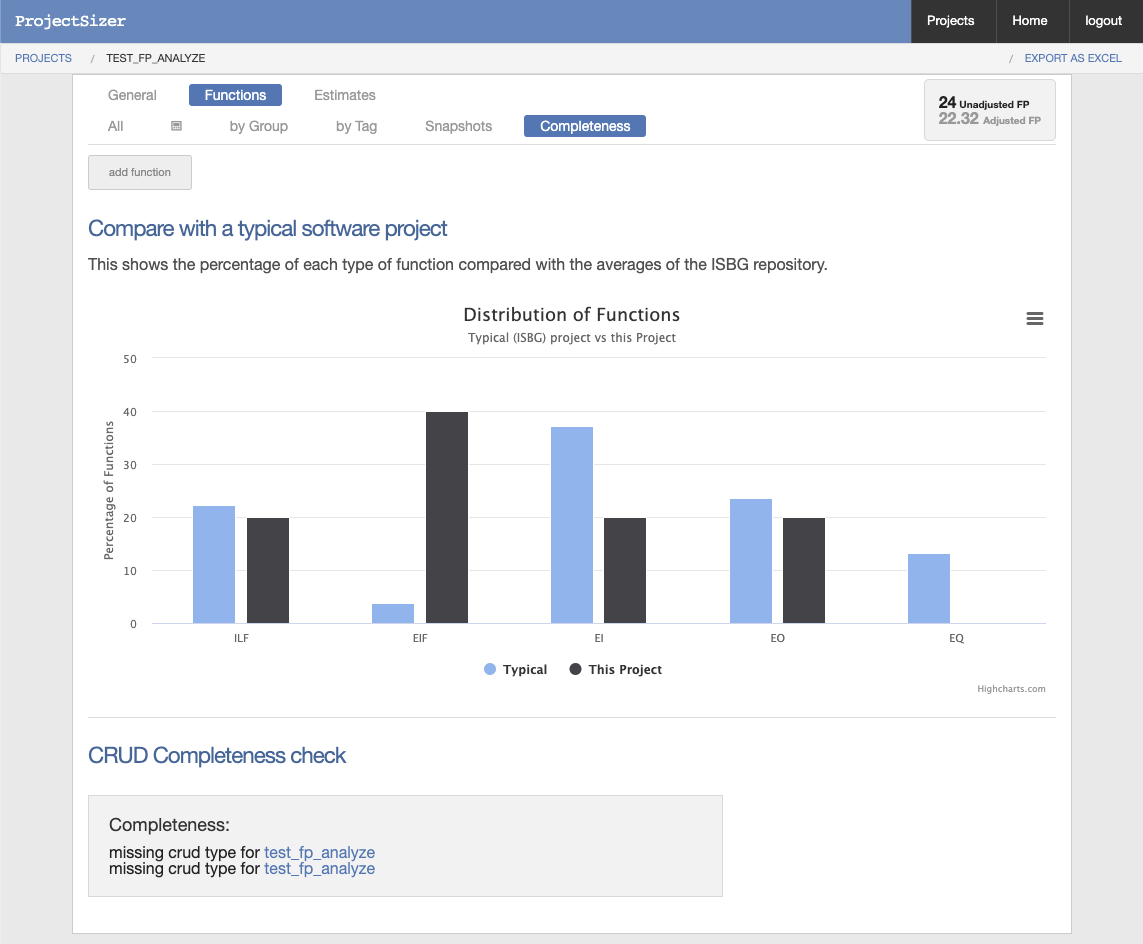 ProjectSizer
Projects
Home
logout
PROJECTS / TEST_FP_ANALYZE
/ EXPORT AS EXCEL
General Functions Estimates
All by Group by Tag Snapshots Completeness
24 Unadjusted FP
22.32 Adjusted FP
add function
Compare with a typical software project
This shows the percentage of each type of function compared with the averages of the ISBG repository.
Distribution of Functions
Typical (ISBG) project vs this Project
Percentage of Functions
50
40
30
20
10
0
ILF EIF EI EO EQ
Typical This Project
Highcharts.com
CRUD Completeness check
Completeness:
missing crud type for test_fp_analyze
missing crud type for test_fp_analyze